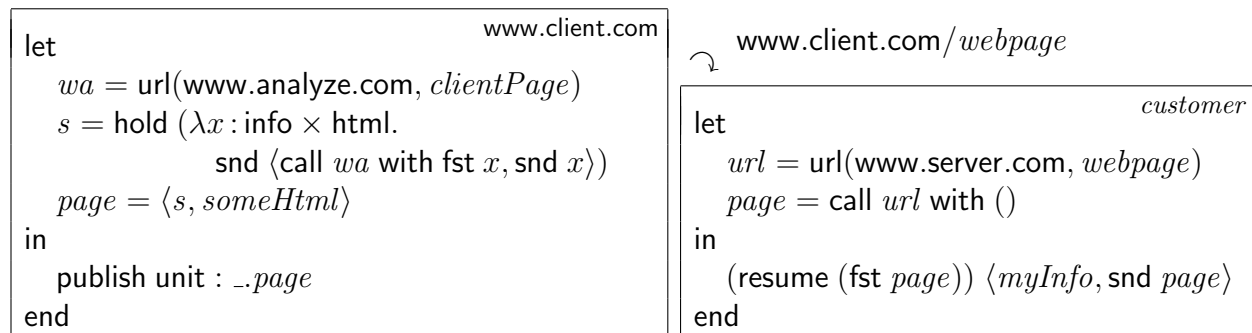 www.client.com
let
wa = url(www.analyze.com, clientPage)
s = hold (λx : info × html.
snd ⟨call wa with fst x, snd x⟩)
page = ⟨s, someHtml⟩
in
publish unit : _.page
end
www.client.com/webpage
customer
let
url = url(www.server.com, webpage)
page = call url with ()
in
(resume (fst page)) ⟨myInfo, snd page⟩
end